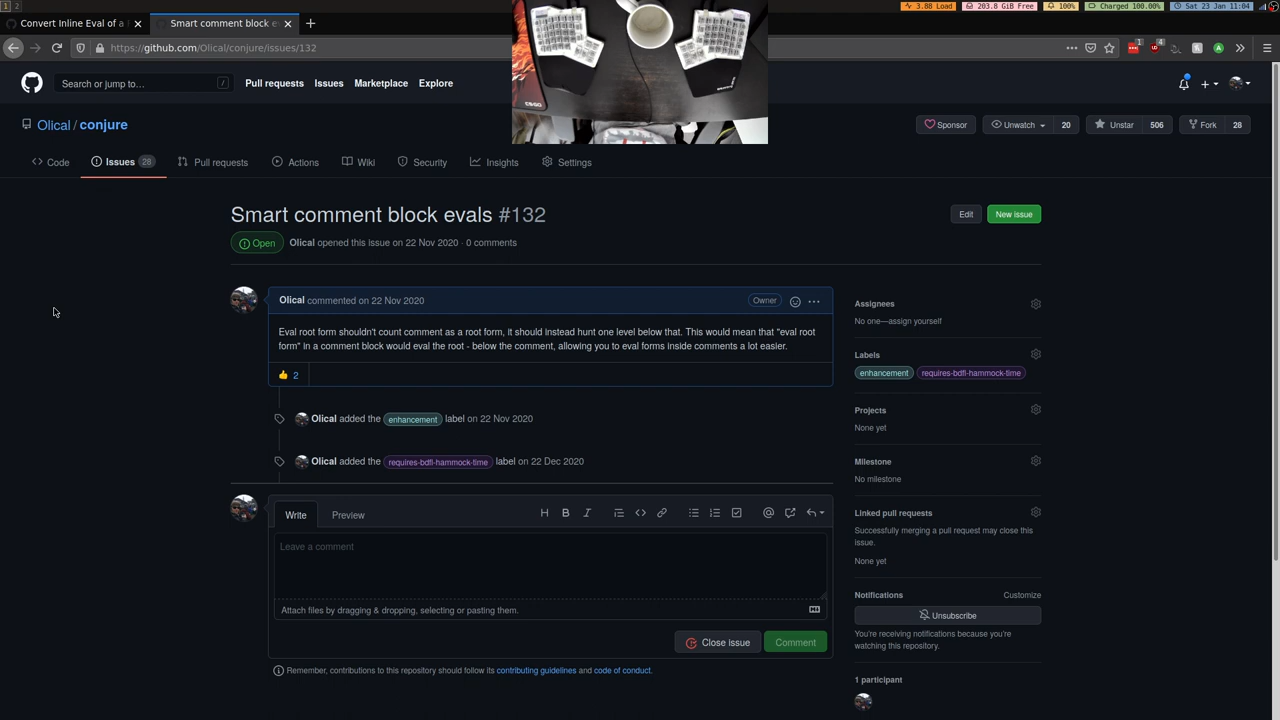 1 2
3.88 Load
203.8 GiB Free
100%
Charged 100.00%
Sat 23 Jan 11:04
Convert Inline Eval of a
Smart comment block e
https://github.com/Olical/conjure/issues/132
1
4
Search or jump to…
/
Pull requests
Issues
Marketplace
Explore
Olical / conjure
Sponsor
Unwatch
20
Unstar
506
Fork
28
Code
Issues 28
Pull requests
Actions
Wiki
Security
Insights
Settings
Smart comment block evals #132
Edit
New issue
Open
Olical opened this issue on 22 Nov 2020 · 0 comments
Olical commented on 22 Nov 2020
Owner
Eval root form shouldn't count comment as a root form, it should instead hunt one level below that. This would mean that "eval root
form" in a comment block would eval the root - below the comment, allowing you to eval forms inside comments a lot easier.
👍 2
Olical added the enhancement label on 22 Nov 2020
Olical added the requires-bdfl-hammock-time label on 22 Dec 2020
Write
Preview
Leave a comment
Attach files by dragging & dropping, selecting or pasting them.
Close issue
Comment
Remember, contributions to this repository should follow its contributing guidelines and code of conduct.
Assignees
No one—assign yourself
Labels
enhancement requires-bdfl-hammock-time
Projects
None yet
Milestone
No milestone
Linked pull requests
Successfully merging a pull request may close this
issue.
None yet
Notifications
Customize
Unsubscribe
You're receiving notifications because you're
watching this repository.
1 participant